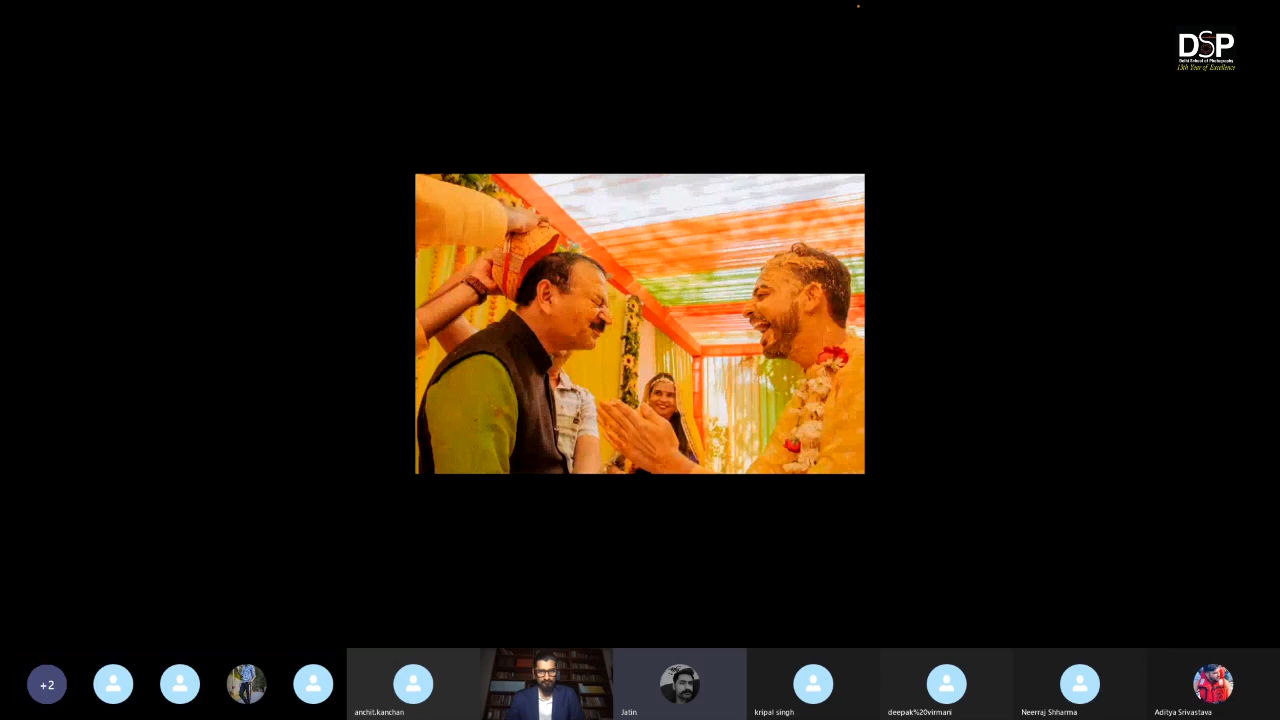 DSP
Delhi School of Photography
13th Year of Excellence
+2
anchit.kanchan
Jatin
kripal singh
deepak%20virmani
Neerraj Shharma
Aditya Srivastava